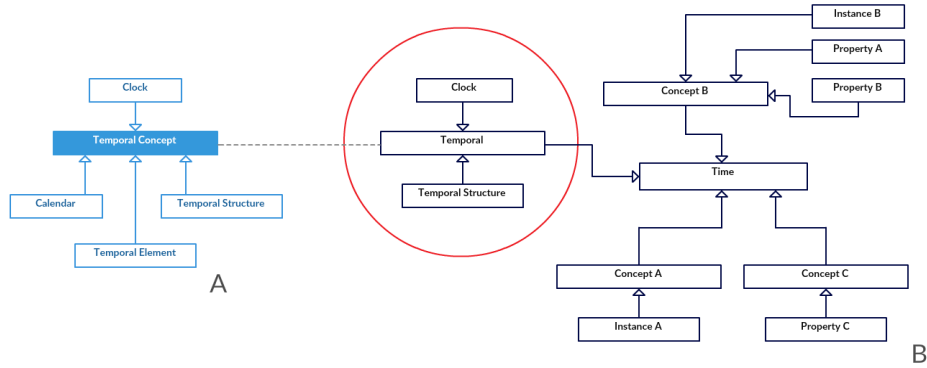 Instance B
Property A
Clock
Clock
Concept B
Property B
Temporal Concept
Temporal
Time
Calendar
Temporal Structure
Temporal Structure
Temporal Element
Concept A
Concept C
A
Instance A
Property C
B